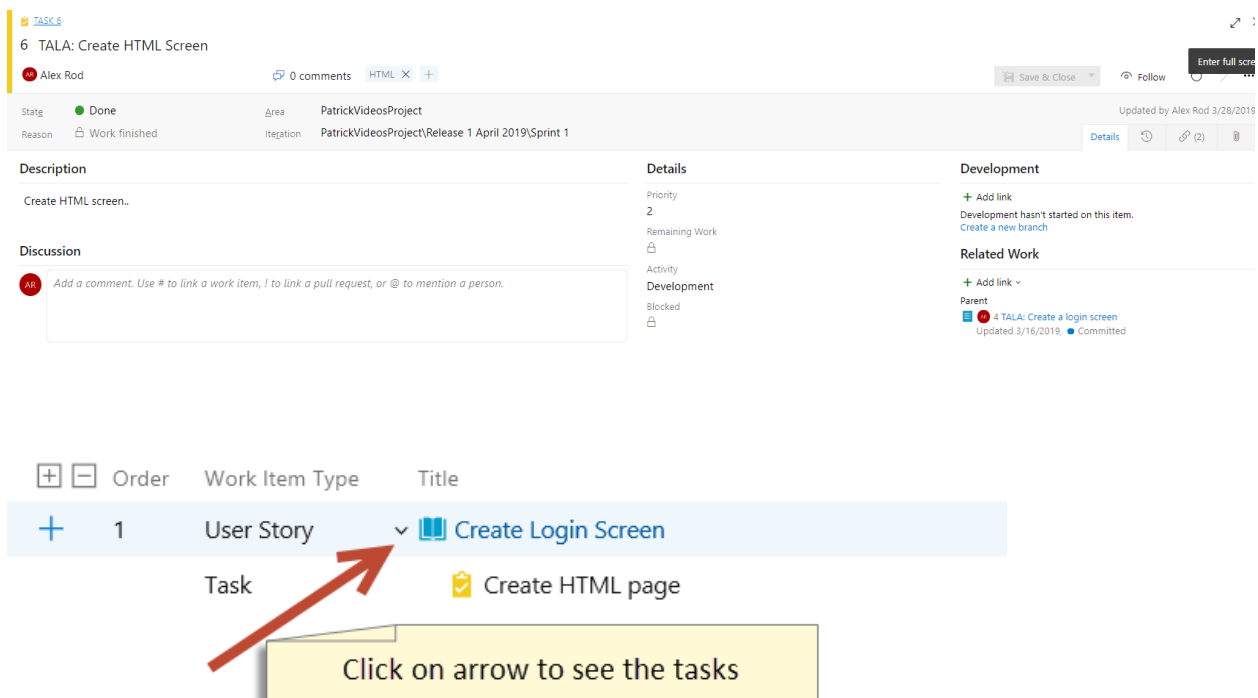 TASK 6
6 TALA: Create HTML Screen
AR Alex Rod 0 comments HTML
Save & Close Follow Enter full scre
State Done Area PatrickVideosProject Updated by Alex Rod 3/28/2019
Reason Work finished Iteration PatrickVideosProject\Release 1 April 2019\Sprint 1
Details (2)
Description
Create HTML screen..
Discussion
AR Add a comment. Use # to link a work item, ! to link a pull request, or @ to mention a person.
Details
Priority
2
Remaining Work
Activity
Development
Blocked
Development
+ Add link
Development hasn't started on this item.
Create a new branch
Related Work
+ Add link
Parent
AR 4 TALA: Create a login screen
Updated 3/16/2019, Committed
Order Work Item Type Title
1 User Story Create Login Screen
Task Create HTML page
Click on arrow to see the tasks